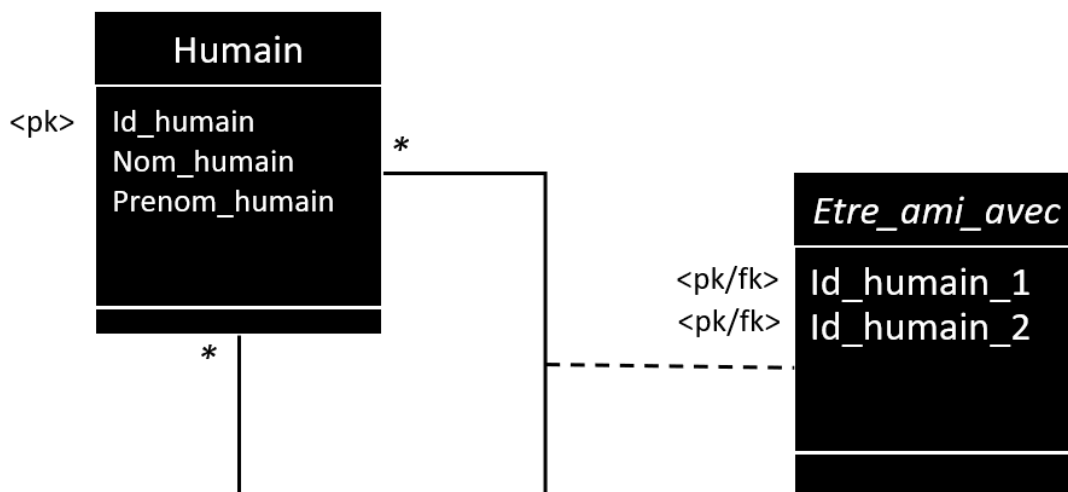 Humain
<pk>
Id_humain
Nom_humain
Prenom_humain
*
*
Etre_ami_avec
<pk/fk>
Id_humain_1
<pk/fk>
Id_humain_2